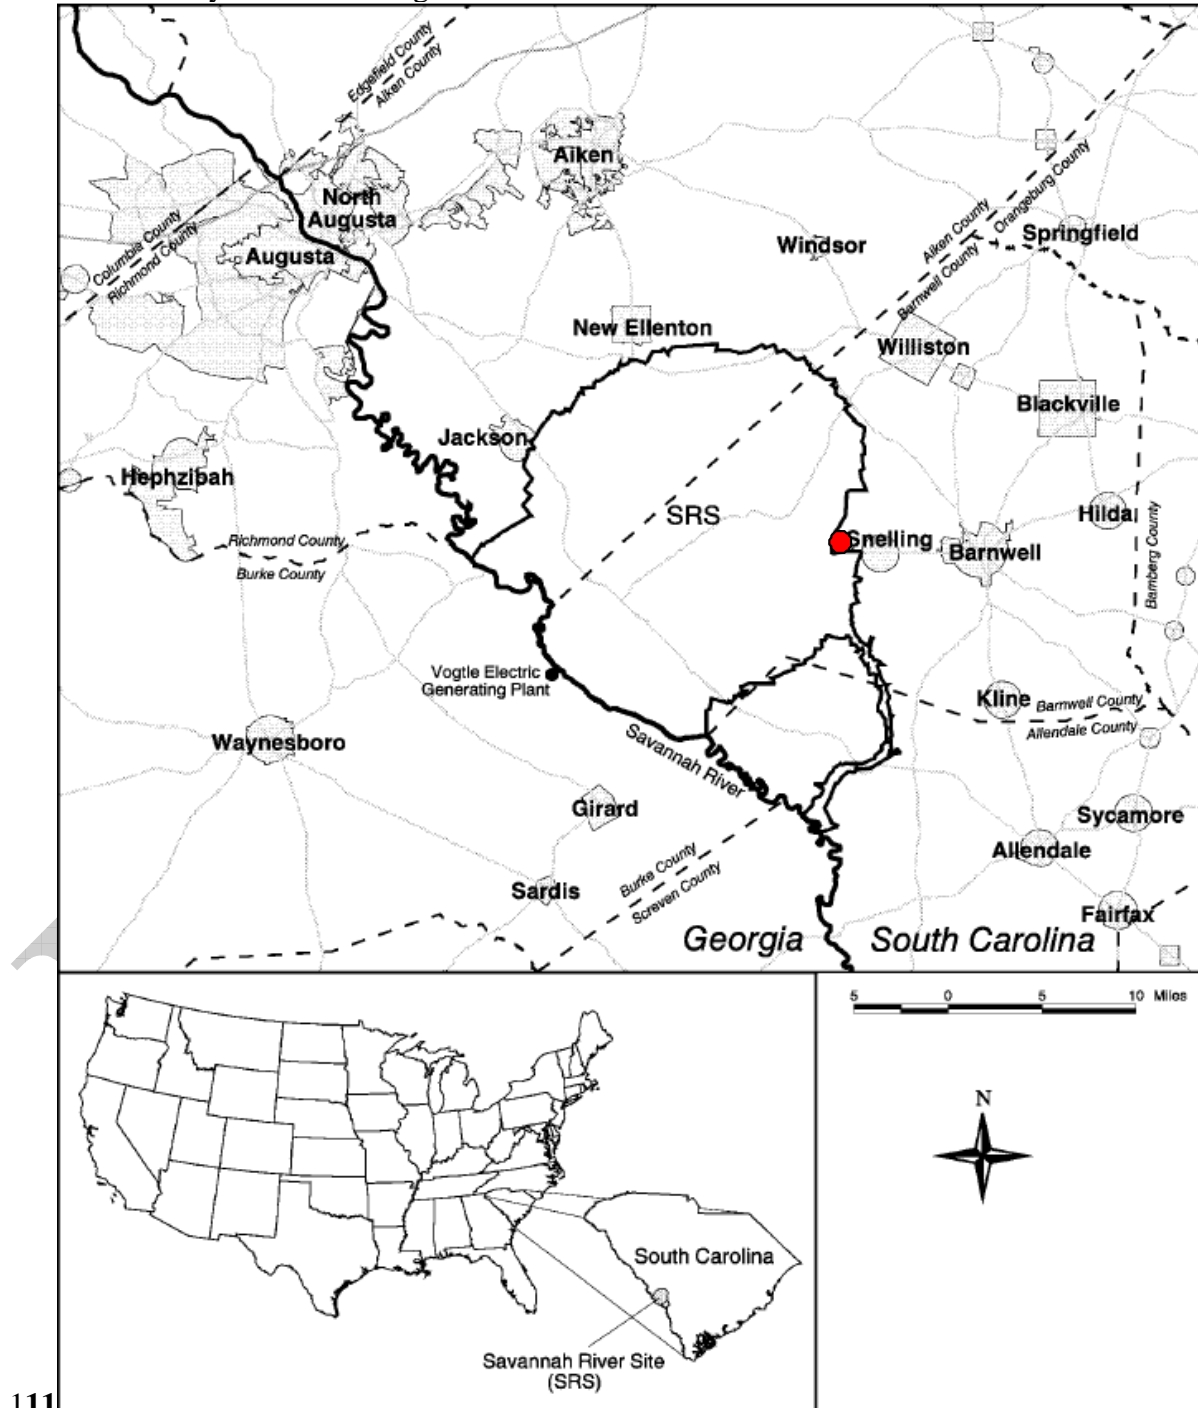 Edgefield County
Aiken County
Aiken
North
Augusta
Columbia County
Richmond County
Augusta
Windsor
Aiken County
Orangeburg County
Barnwell County
Springfield
New Ellenton
Williston
Blackville
Jackson
Hephzibah
SRS
Hilda
Snelling
Barnwell
Bamberg County
Richmond County
Burke County
Vogtle Electric
Generating Plant
Kline
Barnwell County
Allendale County
Waynesboro
Savannah River
Girard
Sycamore
Allendale
Burke County
Screven County
Sardis
Fairfax
Georgia
South Carolina
5 0 5 10 Miles
N
South Carolina
Savannah River Site
(SRS)
111